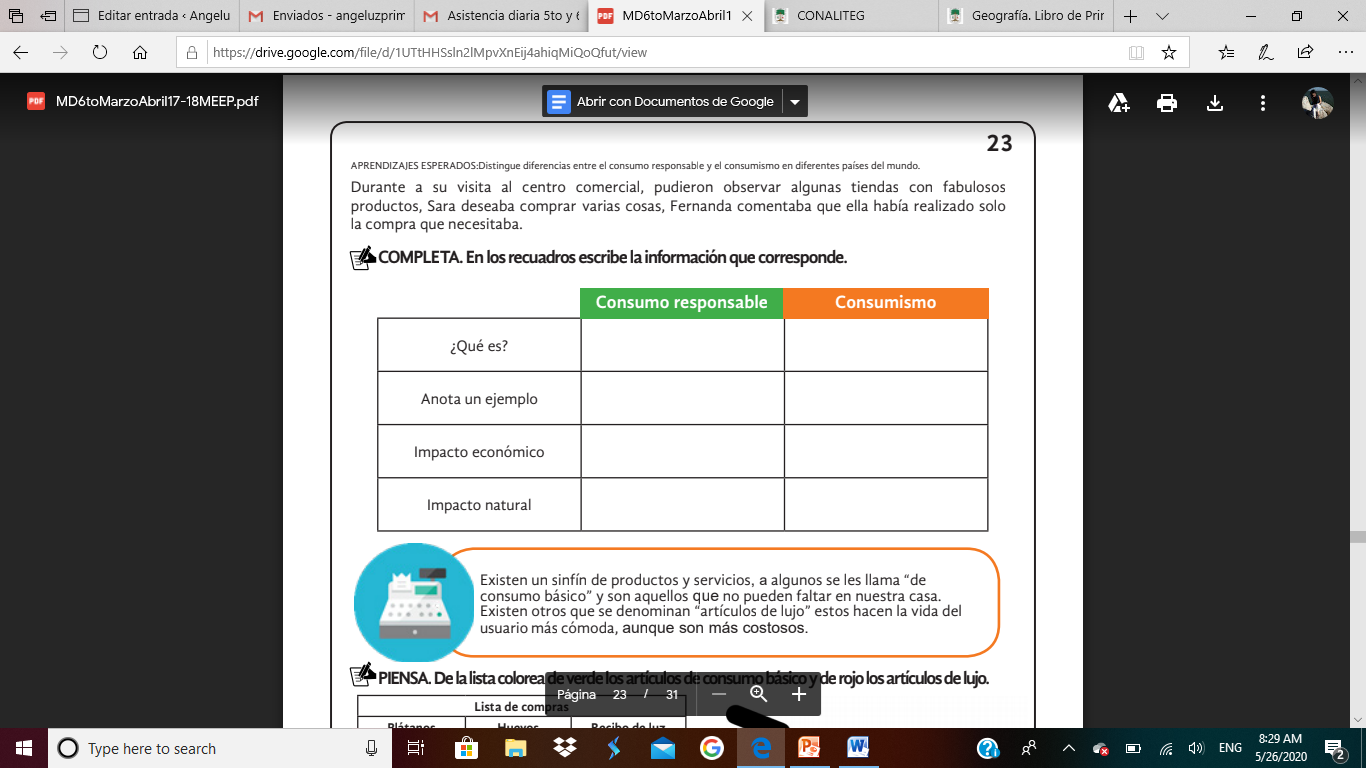 Editar entrada ‹ Angelu
Enviados - angeluzprim
Asistencia diaria 5to y 6
MD6toMarzoAbril1
CONALITEG
Geografía. Libro de Prin
https://drive.google.com/file/d/1UTtHHSsln2lMpvXnEij4ahiqMiQoQfut/view
MD6toMarzoAbril17-18MEEP.pdf
Abrir con Documentos de Google
23
APRENDIZAJES ESPERADOS:Distingue diferencias entre el consumo responsable y el consumismo en diferentes países del mundo.
Durante a su visita al centro comercial, pudieron observar algunas tiendas con fabulosos
productos, Sara deseaba comprar varias cosas, Fernanda comentaba que ella había realizado solo
la compra que necesitaba.
COMPLETA. En los recuadros escribe la información que corresponde.
Consumo responsable Consumismo
¿Qué es?
Anota un ejemplo
Impacto económico
Impacto natural
Existen un sinfín de productos y servicios, a algunos se les llama “de
consumo básico” y son aquellos que no pueden faltar en nuestra casa.
Existen otros que se denominan “artículos de lujo” estos hacen la vida del
usuario más cómoda, aunque son más costosos.
PIENSA. De la lista colorea de verde los artículos de consumo básico y de rojo los artículos de lujo.
Página 23 / 31
Lista de compras
Plátanos Huevos Recibo de luz
Type here to search
ENG
8:29 AM
5/26/2020
2